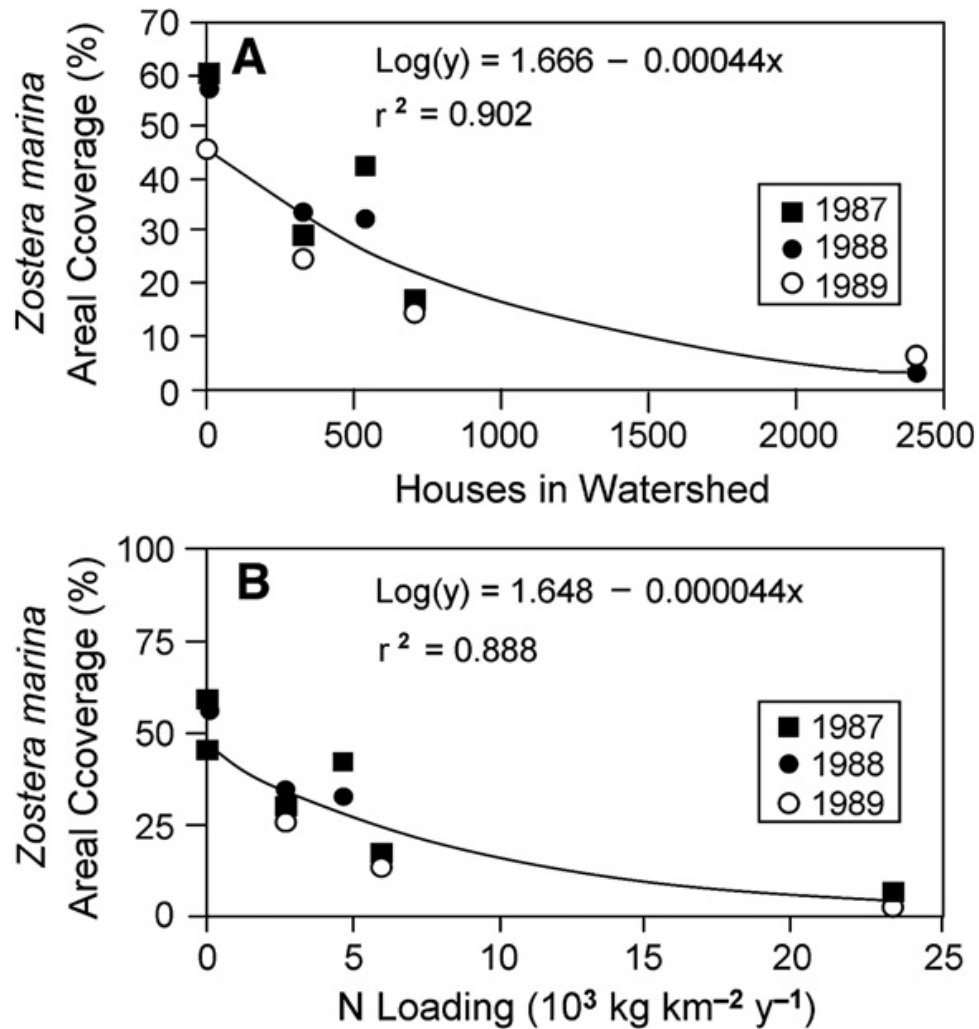 A
Log(y) = 1.666 – 0.00044x
r² = 0.902
Zostera marina
Areal Ccoverage (%)
70
60
50
40
30
20
10
0
1987
1988
1989
0 500 1000 1500 2000 2500
Houses in Watershed
B
Log(y) = 1.648 – 0.000044x
r² = 0.888
Zostera marina
Areal Ccoverage (%)
100
75
50
25
0
1987
1988
1989
0 5 10 15 20 25
N Loading (10³ kg km⁻² y⁻¹)